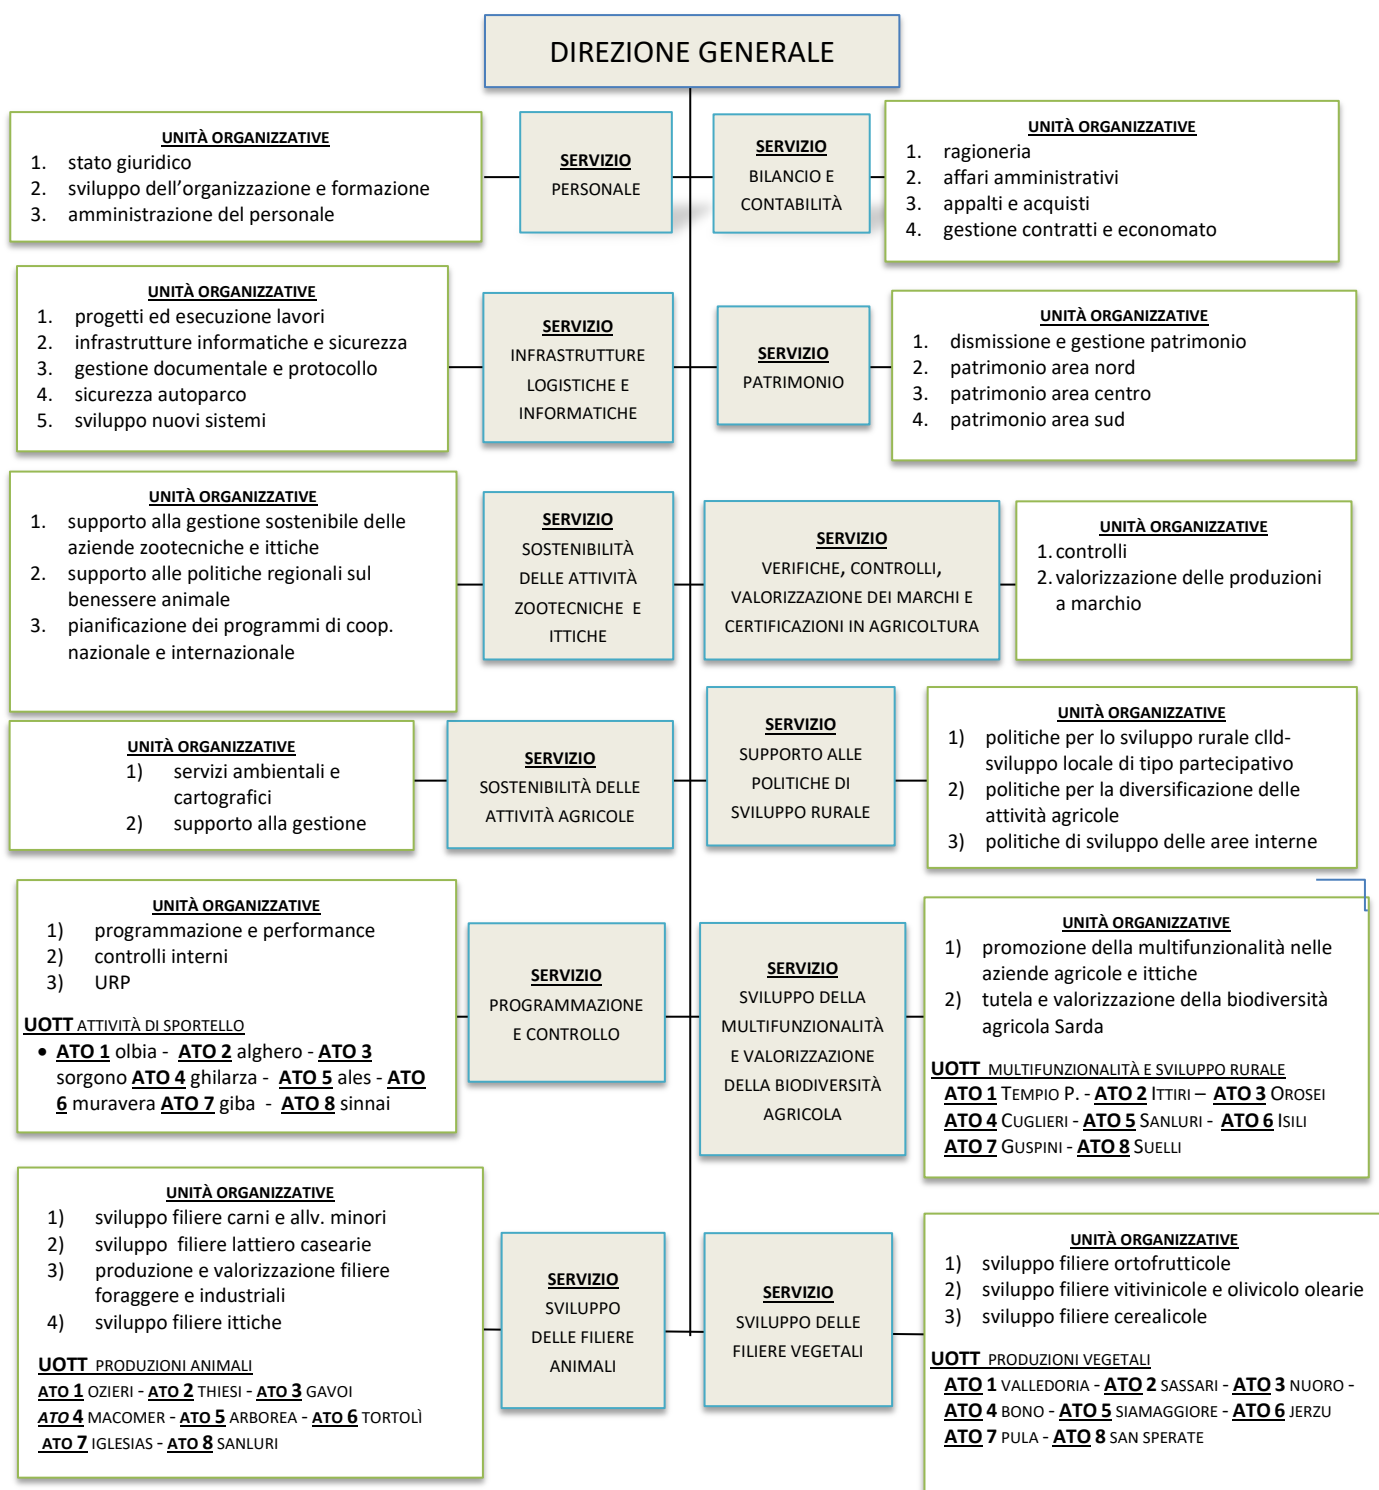 DIREZIONE GENERALE
UNITÀ ORGANIZZATIVE
1. stato giuridico
2. sviluppo dell’organizzazione e formazione
3. amministrazione del personale
SERVIZIO
PERSONALE
SERVIZIO
BILANCIO E
CONTABILITÀ
UNITÀ ORGANIZZATIVE
1. ragioneria
2. affari amministrativi
3. appalti e acquisti
4. gestione contratti e economato
UNITÀ ORGANIZZATIVE
1. progetti ed esecuzione lavori
2. infrastrutture informatiche e sicurezza
3. gestione documentale e protocollo
4. sicurezza autoparco
5. sviluppo nuovi sistemi
SERVIZIO
INFRASTRUTTURE
LOGISTICHE E
INFORMATICHE
SERVIZIO
PATRIMONIO
UNITÀ ORGANIZZATIVE
1. dismissione e gestione patrimonio
2. patrimonio area nord
3. patrimonio area centro
4. patrimonio area sud
UNITÀ ORGANIZZATIVE
1. supporto alla gestione sostenibile delle
aziende zootecniche e ittiche
2. supporto alle politiche regionali sul
benessere animale
3. pianificazione dei programmi di coop.
nazionale e internazionale
SERVIZIO
SOSTENIBILITÀ
DELLE ATTIVITÀ
ZOOTECNICHE E
ITTICHE
SERVIZIO
VERIFICHE, CONTROLLI,
VALORIZZAZIONE DEI MARCHI E
CERTIFICAZIONI IN AGRICOLTURA
UNITÀ ORGANIZZATIVE
1. controlli
2. valorizzazione delle produzioni
a marchio
UNITÀ ORGANIZZATIVE
1) servizi ambientali e
cartografici
2) supporto alla gestione
SERVIZIO
SOSTENIBILITÀ DELLE
ATTIVITÀ AGRICOLE
SERVIZIO
SUPPORTO ALLE
POLITICHE DI
SVILUPPO RURALE
UNITÀ ORGANIZZATIVE
1) politiche per lo sviluppo rurale clld-
sviluppo locale di tipo partecipativo
2) politiche per la diversificazione delle
attività agricole
3) politiche di sviluppo delle aree interne
UNITÀ ORGANIZZATIVE
1) programmazione e performance
2) controlli interni
3) URP
UOTT ATTIVITÀ DI SPORTELLO
• ATO 1 olbia - ATO 2 alghero - ATO 3
sorgono ATO 4 ghilarza - ATO 5 ales - ATO
6 muravera ATO 7 giba - ATO 8 sinnai
SERVIZIO
PROGRAMMAZIONE
E CONTROLLO
SERVIZIO
SVILUPPO DELLA
MULTIFUNZIONALITÀ
E VALORIZZAZIONE
DELLA BIODIVERSITÀ
AGRICOLA
UNITÀ ORGANIZZATIVE
1) promozione della multifunzionalità nelle
aziende agricole e ittiche
2) tutela e valorizzazione della biodiversità
agricola Sarda
UOTT MULTIFUNZIONALITÀ E SVILUPPO RURALE
ATO 1 TEMPIO P. - ATO 2 ITTIRI – ATO 3 OROSEI
ATO 4 CUGLIERI - ATO 5 SANLURI - ATO 6 ISILI
ATO 7 GUSPINI - ATO 8 SUELLI
UNITÀ ORGANIZZATIVE
1) sviluppo filiere carni e allv. minori
2) sviluppo filiere lattiero casearie
3) produzione e valorizzazione filiere
foraggere e industriali
4) sviluppo filiere ittiche
UOTT PRODUZIONI ANIMALI
ATO 1 OZIERI - ATO 2 THIESI - ATO 3 GAVOI
ATO 4 MACOMER - ATO 5 ARBOREA - ATO 6 TORTOLÌ
ATO 7 IGLESIAS - ATO 8 SANLURI
SERVIZIO
SVILUPPO
DELLE FILIERE
ANIMALI
SERVIZIO
SVILUPPO DELLE
FILIERE VEGETALI
UNITÀ ORGANIZZATIVE
1) sviluppo filiere ortofrutticole
2) sviluppo filiere vitivinicole e olivicolo olearie
3) sviluppo filiere cerealicole
UOTT PRODUZIONI VEGETALI
ATO 1 VALLEDORIA - ATO 2 SASSARI - ATO 3 NUORO -
ATO 4 BONO - ATO 5 SIAMAGGIORE - ATO 6 JERZU
ATO 7 PULA - ATO 8 SAN SPERATE